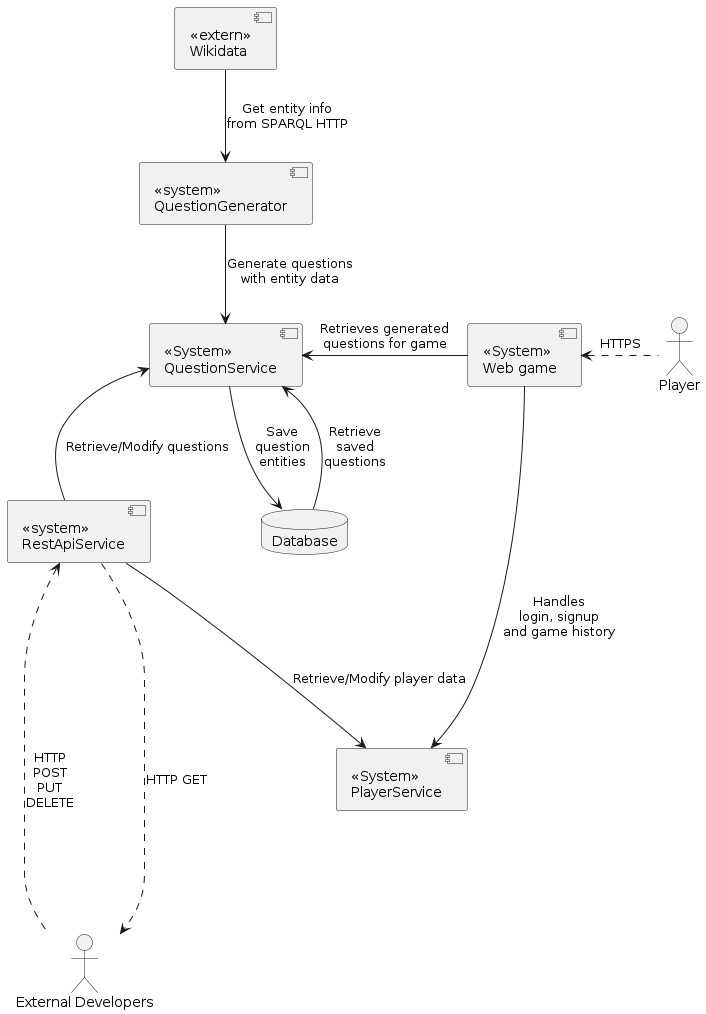 «extern»
Wikidata
Get entity info
from SPARQL HTTP
«system»
QuestionGenerator
Generate questions
with entity data
«System»
QuestionService
Retrieves generated
questions for game
«System»
Web game
HTTPS
Player
Retrieve/Modify questions
Save
question
entities
Retrieve
saved
questions
«system»
RestApiService
Database
Handles
login, signup
and game history
Retrieve/Modify player data
HTTP
POST
PUT
DELETE
HTTP GET
«System»
PlayerService
External Developers